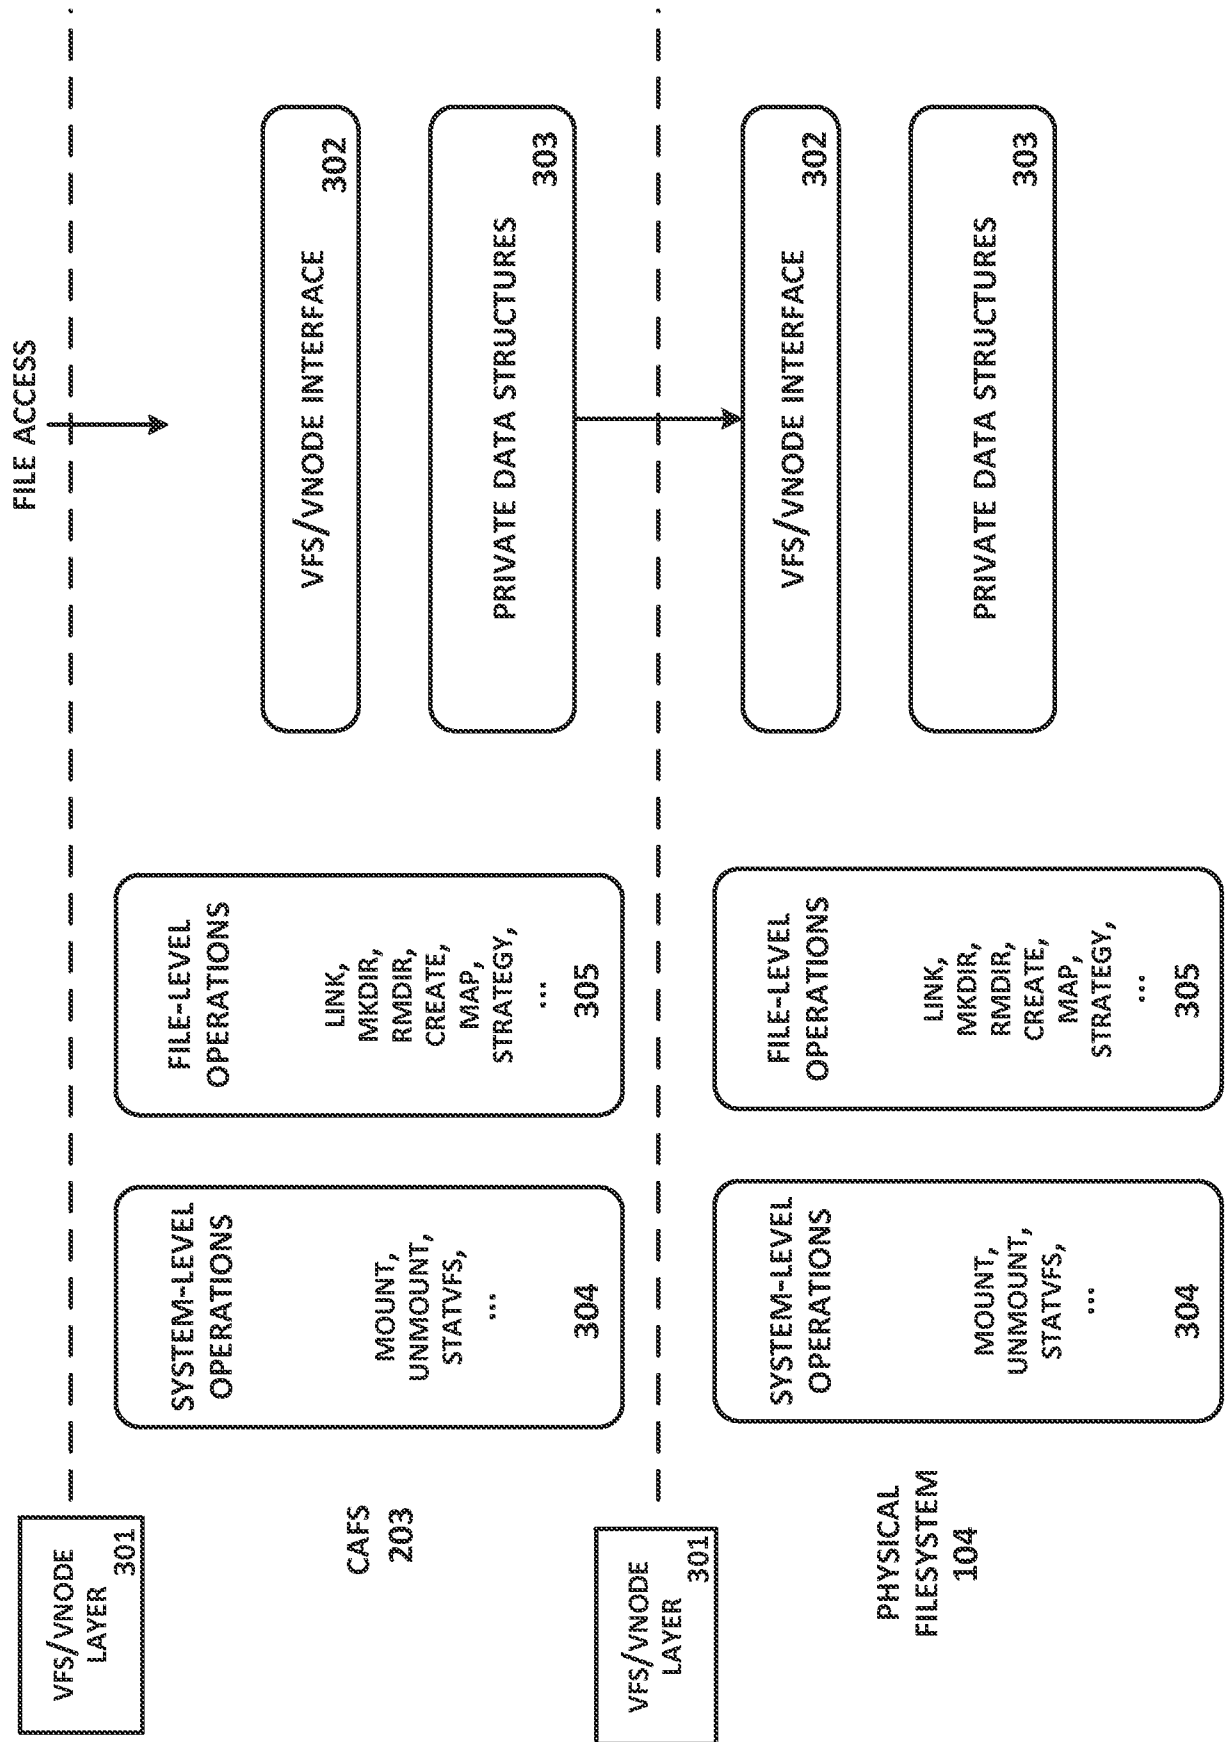 FILE ACCESS
VFS/VNODE
LAYER
301
CAFS
203
SYSTEM-LEVEL
OPERATIONS
MOUNT,
UNMOUNT,
STATVFS,
...
304
FILE-LEVEL
OPERATIONS
LINK,
MKDIR,
RMDIR,
CREATE,
MAP,
STRATEGY,
...
305
VFS/VNODE INTERFACE
302
PRIVATE DATA STRUCTURES
303
VFS/VNODE
LAYER
301
PHYSICAL
FILESYSTEM
104
SYSTEM-LEVEL
OPERATIONS
MOUNT,
UNMOUNT,
STATVFS,
...
304
FILE-LEVEL
OPERATIONS
LINK,
MKDIR,
RMDIR,
CREATE,
MAP,
STRATEGY,
...
305
VFS/VNODE INTERFACE
302
PRIVATE DATA STRUCTURES
303